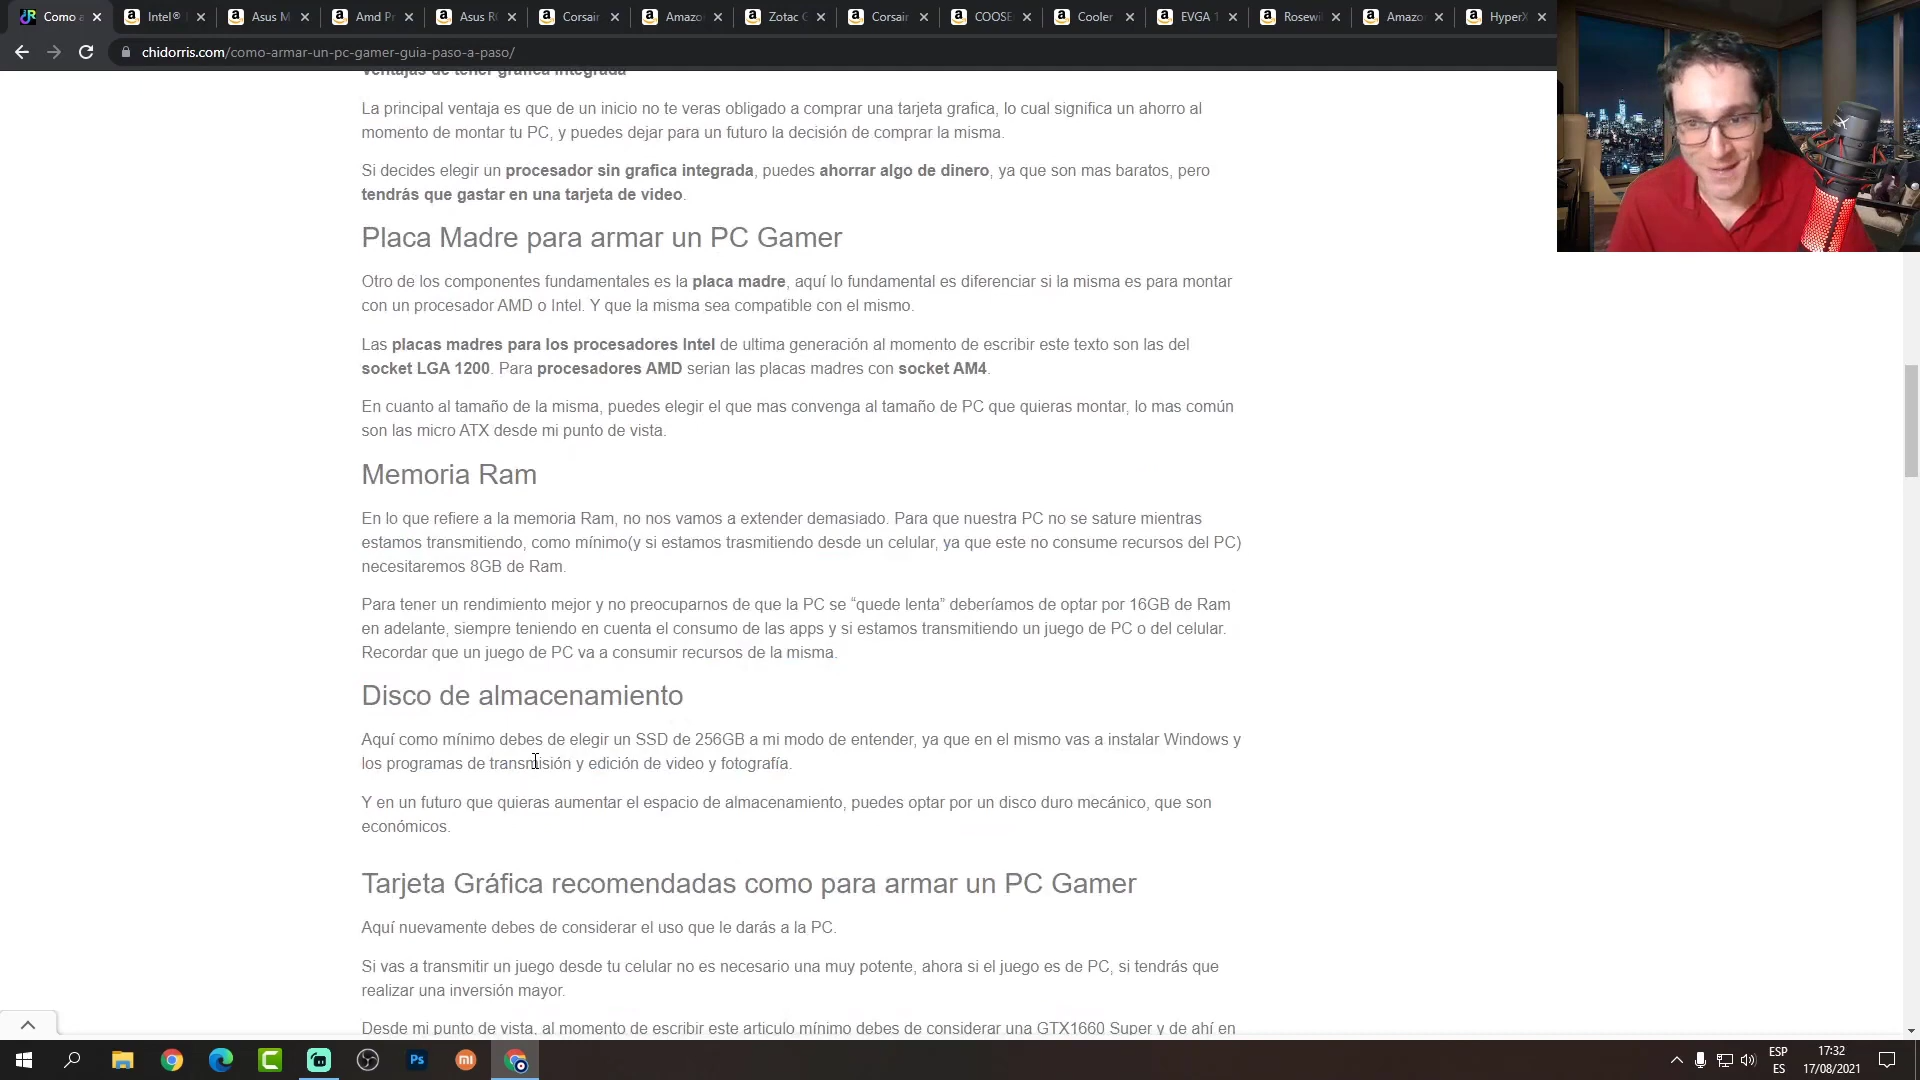 Como a
Intel®
Asus M
Amd Pr
Asus R
Corsair
Amazo
Zotac G
Corsair
COOSE
Cooler
EVGA 1
Rosewi
Amazo
HyperX
chidorris.com/como-armar-un-pc-gamer-guia-paso-a-paso/
Ventajas de tener grafica integrada
La principal ventaja es que de un inicio no te veras obligado a comprar una tarjeta grafica, lo cual significa un ahorro al
momento de montar tu PC, y puedes dejar para un futuro la decisión de comprar la misma.
Si decides elegir un procesador sin grafica integrada, puedes ahorrar algo de dinero, ya que son mas baratos, pero
tendrás que gastar en una tarjeta de video.
Placa Madre para armar un PC Gamer
Otro de los componentes fundamentales es la placa madre, aquí lo fundamental es diferenciar si la misma es para montar
con un procesador AMD o Intel. Y que la misma sea compatible con el mismo.
Las placas madres para los procesadores Intel de ultima generación al momento de escribir este texto son las del
socket LGA 1200. Para procesadores AMD serian las placas madres con socket AM4.
En cuanto al tamaño de la misma, puedes elegir el que mas convenga al tamaño de PC que quieras montar, lo mas común
son las micro ATX desde mi punto de vista.
Memoria Ram
En lo que refiere a la memoria Ram, no nos vamos a extender demasiado. Para que nuestra PC no se sature mientras
estamos transmitiendo, como mínimo(y si estamos trasmitiendo desde un celular, ya que este no consume recursos del PC)
necesitaremos 8GB de Ram.
Para tener un rendimiento mejor y no preocuparnos de que la PC se “quede lenta” deberíamos de optar por 16GB de Ram
en adelante, siempre teniendo en cuenta el consumo de las apps y si estamos transmitiendo un juego de PC o del celular.
Recordar que un juego de PC va a consumir recursos de la misma.
Disco de almacenamiento
Aquí como mínimo debes de elegir un SSD de 256GB a mi modo de entender, ya que en el mismo vas a instalar Windows y
los programas de transmisión y edición de video y fotografía.
Y en un futuro que quieras aumentar el espacio de almacenamiento, puedes optar por un disco duro mecánico, que son
económicos.
Tarjeta Gráfica recomendadas como para armar un PC Gamer
Aquí nuevamente debes de considerar el uso que le darás a la PC.
Si vas a transmitir un juego desde tu celular no es necesario una muy potente, ahora si el juego es de PC, si tendrás que
realizar una inversión mayor.
Desde mi punto de vista, al momento de escribir este articulo mínimo debes de considerar una GTX1660 Super y de ahí en
Ps
ESP
ES
17:32
17/08/2021